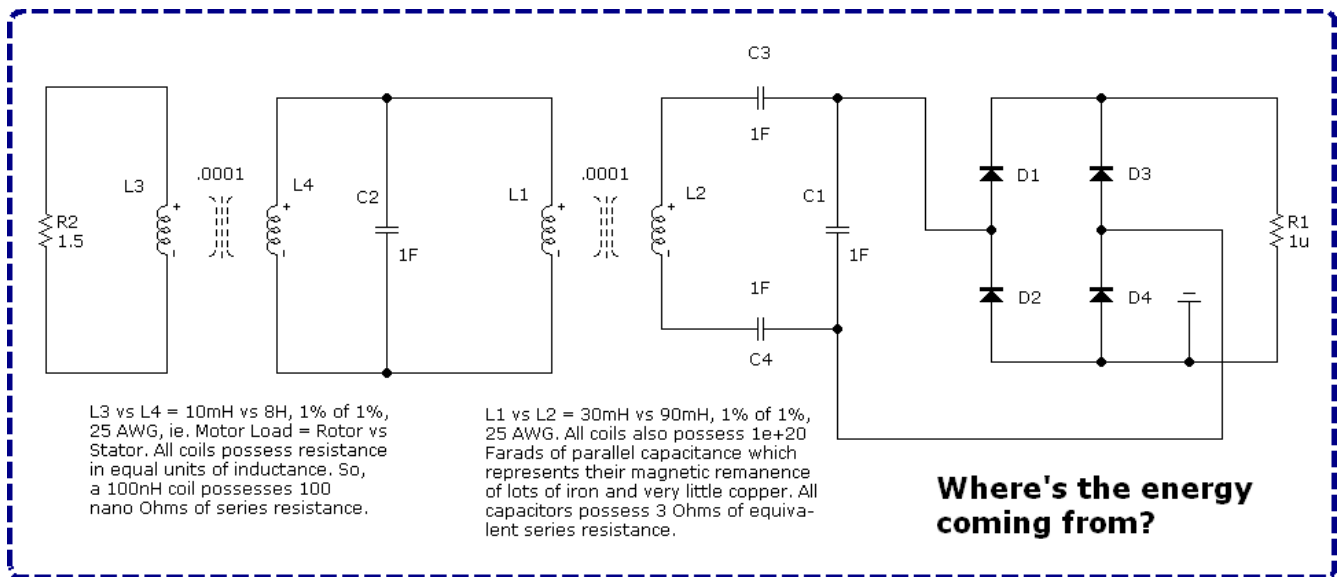 C3
1F
.0001
.0001
L3
L4
C2
L1
L2
C1
D1
D3
R2
1.5
1F
1F
R1
1u
1F
D2
D4
C4
L3 vs L4 = 10mH vs 8H, 1% of 1%,
25 AWG, ie. Motor Load = Rotor vs
Stator. All coils possess resistance
in equal units of inductance. So,
a 100nH coil possesses 100
nano Ohms of series resistance.
L1 vs L2 = 30mH vs 90mH, 1% of 1%,
25 AWG. All coils also possess 1e+20
Farads of parallel capacitance which
represents their magnetic remanence
of lots of iron and very little copper. All
capacitors possess 3 Ohms of equiva-
lent series resistance.
Where's the energy
coming from?